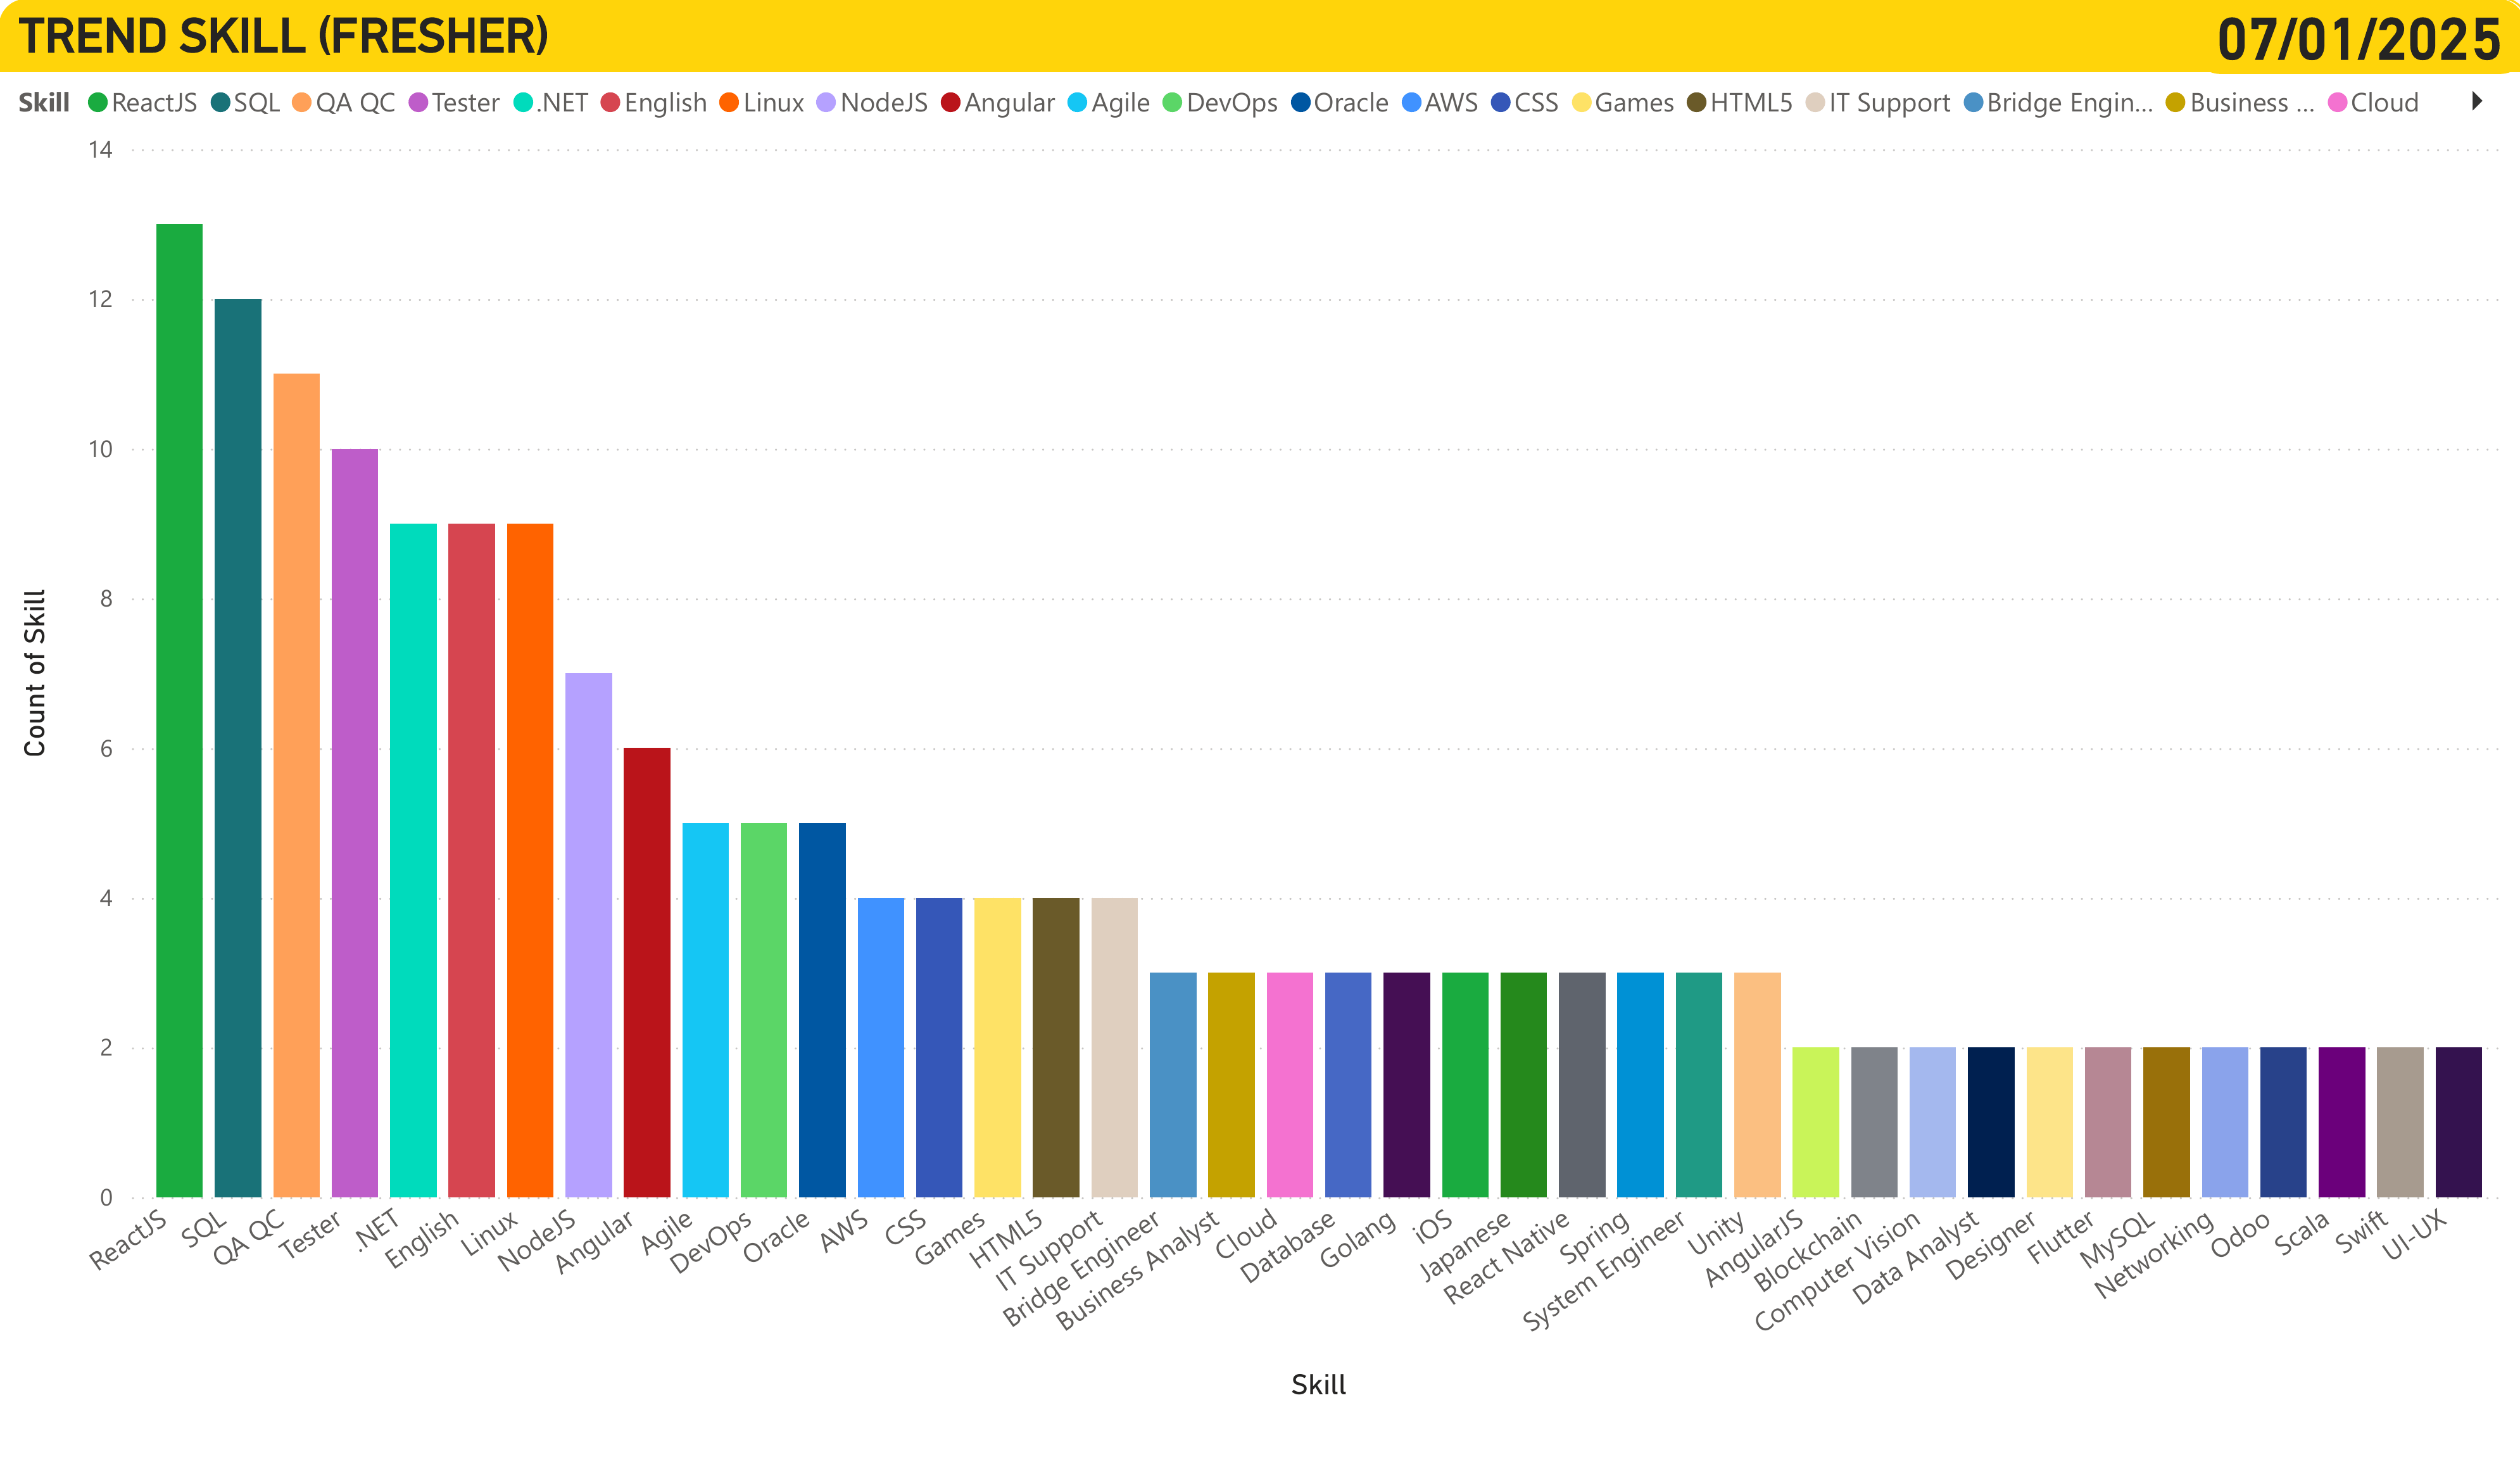 TREND SKILL (FRESHER)
07/01/2025
Skill ReactJS SQL QA QC Tester .NET English Linux NodeJS Angular Agile DevOps Oracle AWS CSS Games HTML5 IT Support Bridge Engin... Business ... Cloud
14
12
10
8
6
4
2
0
Count of Skill
ReactJS
SQL
QA QC
Tester
.NET
English
Linux
NodeJS
Angular
Agile
DevOps
Oracle
AWS
CSS
Games
HTML5
IT Support
Bridge Engineer
Business Analyst
Cloud
Database
Golang
iOS
Japanese
React Native
Spring
System Engineer
Unity
AngularJS
Blockchain
Computer Vision
Data Analyst
Designer
Flutter
MySQL
Networking
Odoo
Scala
Swift
UI-UX
Skill